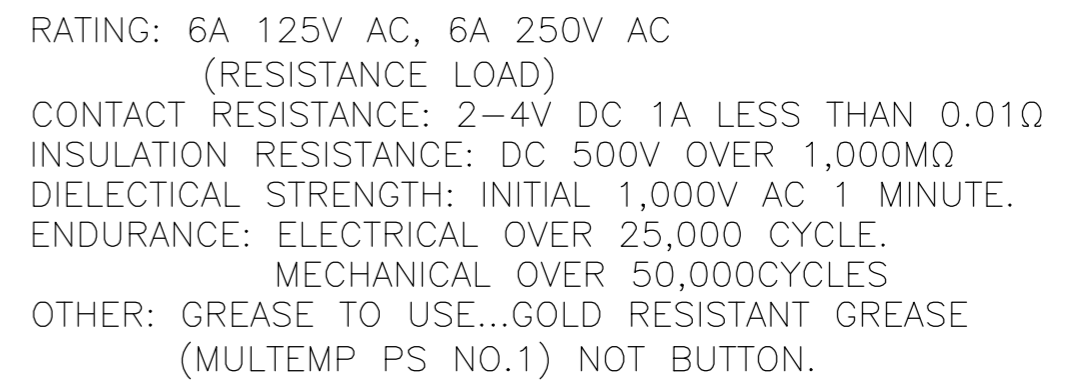 RATING: 6A 125V AC, 6A 250V AC
(RESISTANCE LOAD)
CONTACT RESISTANCE: 2-4V DC 1A LESS THAN 0.01Ω
INSULATION RESISTANCE: DC 500V OVER 1,000MΩ
DIELECTICAL STRENGTH: INITIAL 1,000V AC 1 MINUTE.
ENDURANCE: ELECTRICAL OVER 25,000 CYCLE.
MECHANICAL OVER 50,000CYCLES
OTHER: GREASE TO USE...GOLD RESISTANT GREASE
(MULTEMP PS NO.1) NOT BUTTON.